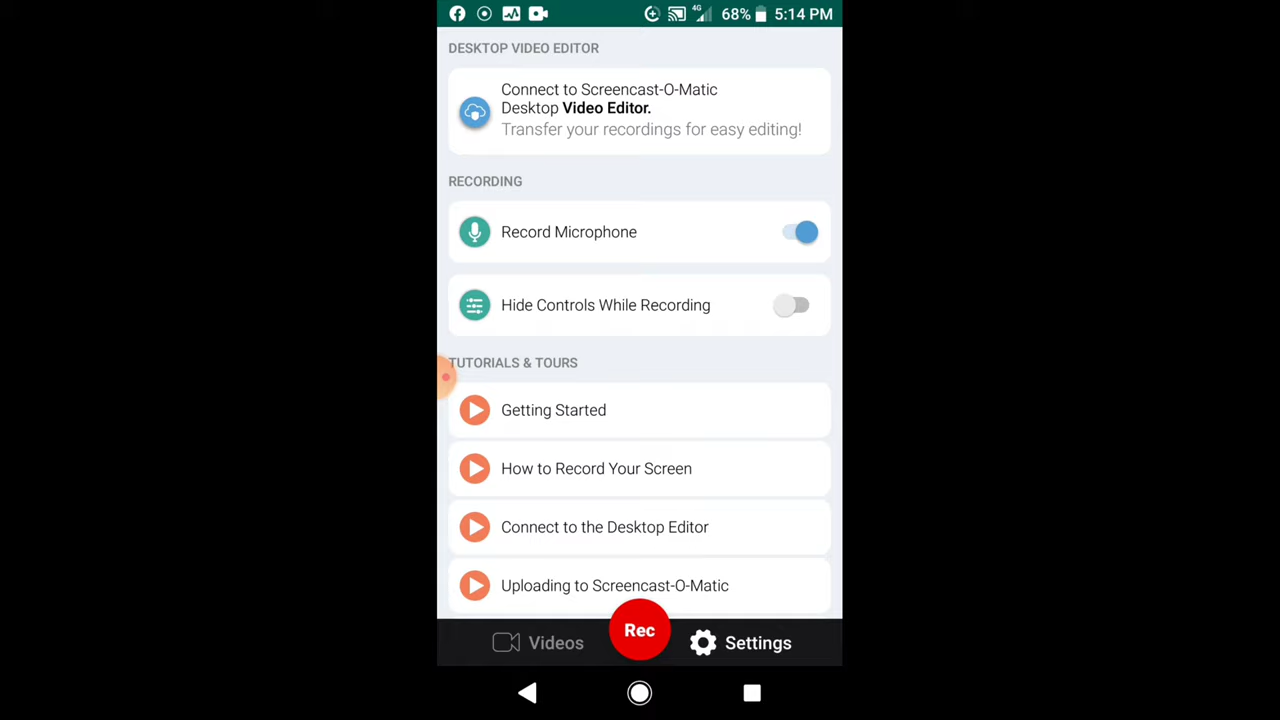 4G 68% 5:14 PM
DESKTOP VIDEO EDITOR
Connect to Screencast-O-Matic
Desktop Video Editor.
Transfer your recordings for easy editing!
RECORDING
Record Microphone
Hide Controls While Recording
TUTORIALS & TOURS
Getting Started
How to Record Your Screen
Connect to the Desktop Editor
Uploading to Screencast-O-Matic
Videos Rec Settings